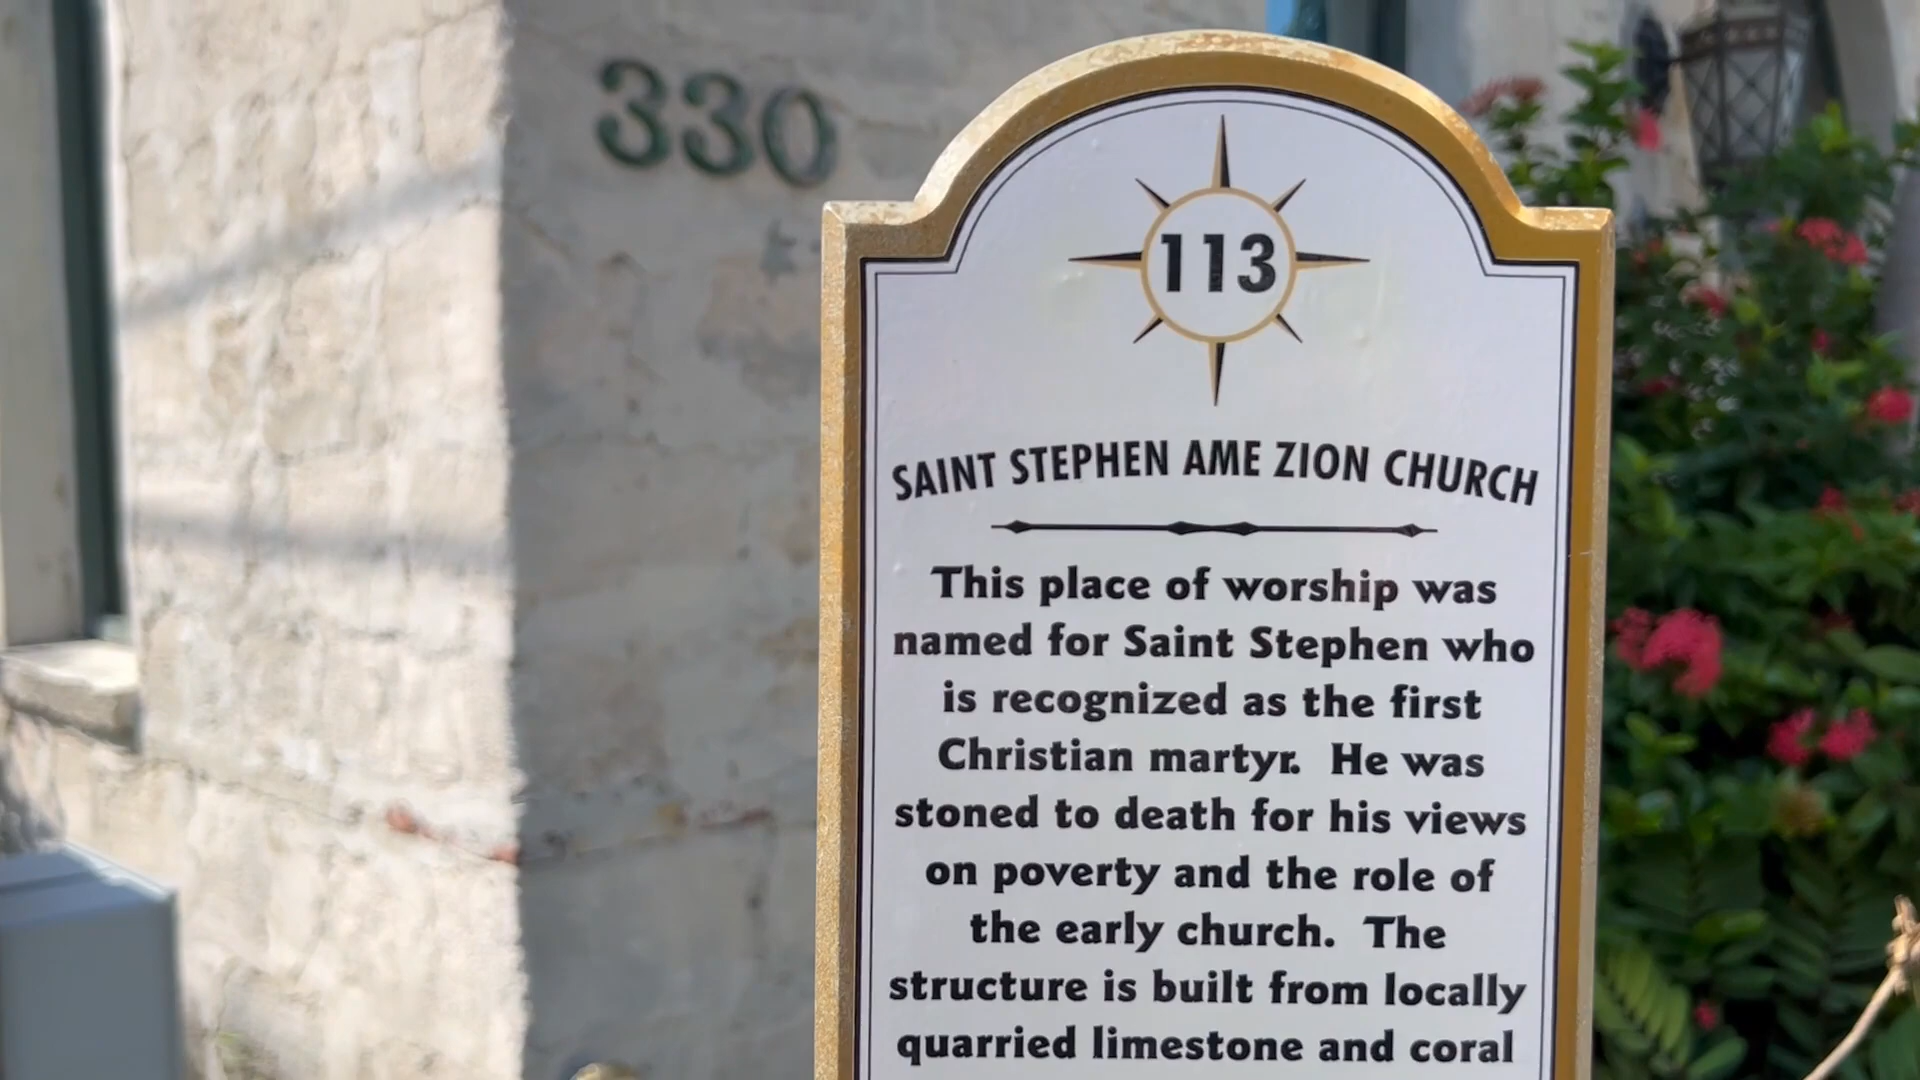 330
113
SAINT STEPHEN AME ZION CHURCH
This place of worship was
named for Saint Stephen who
is recognized as the first
Christian martyr. He was
stoned to death for his views
on poverty and the role of
the early church. The
structure is built from locally
quarried limestone and coral